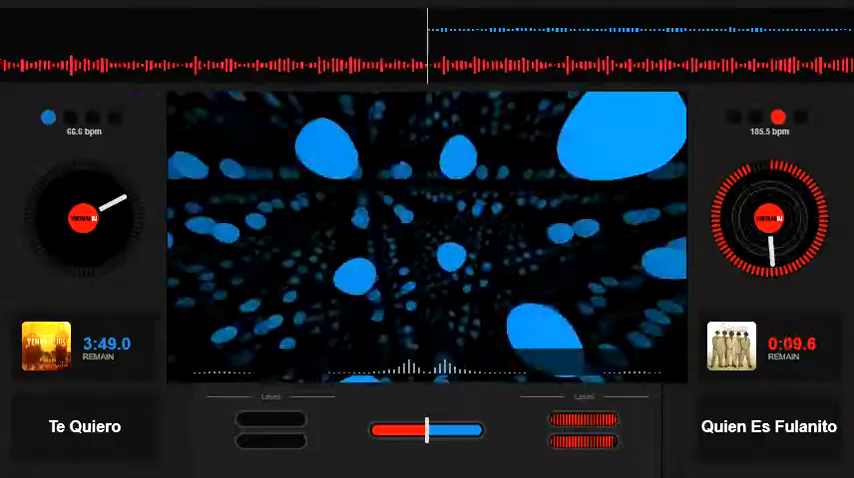 66.6 bpm
185.5 bpm
3:49.0
REMAIN
0:09.6
REMAIN
Level
Level
Te Quiero
Quien Es Fulanito